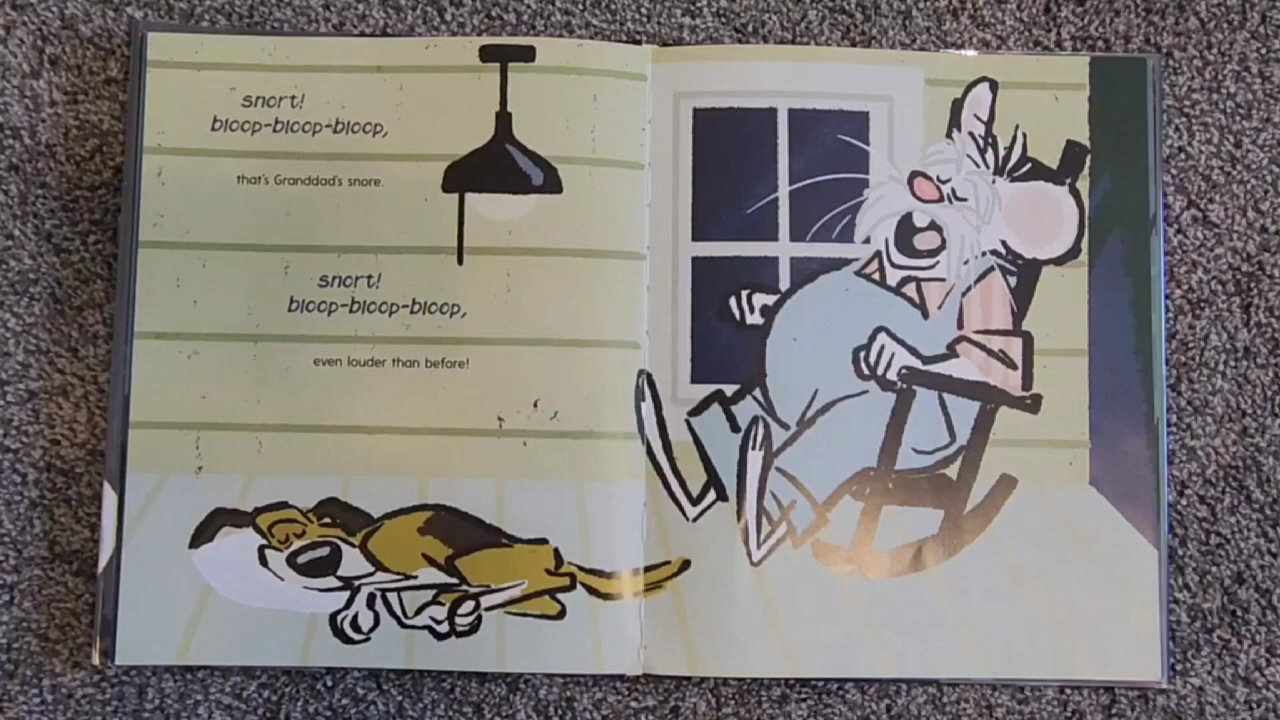 snort!
bloop-bloop-bloop,
that's Granddad's snore.
snort!
bloop-bloop-bloop,
even louder than before!